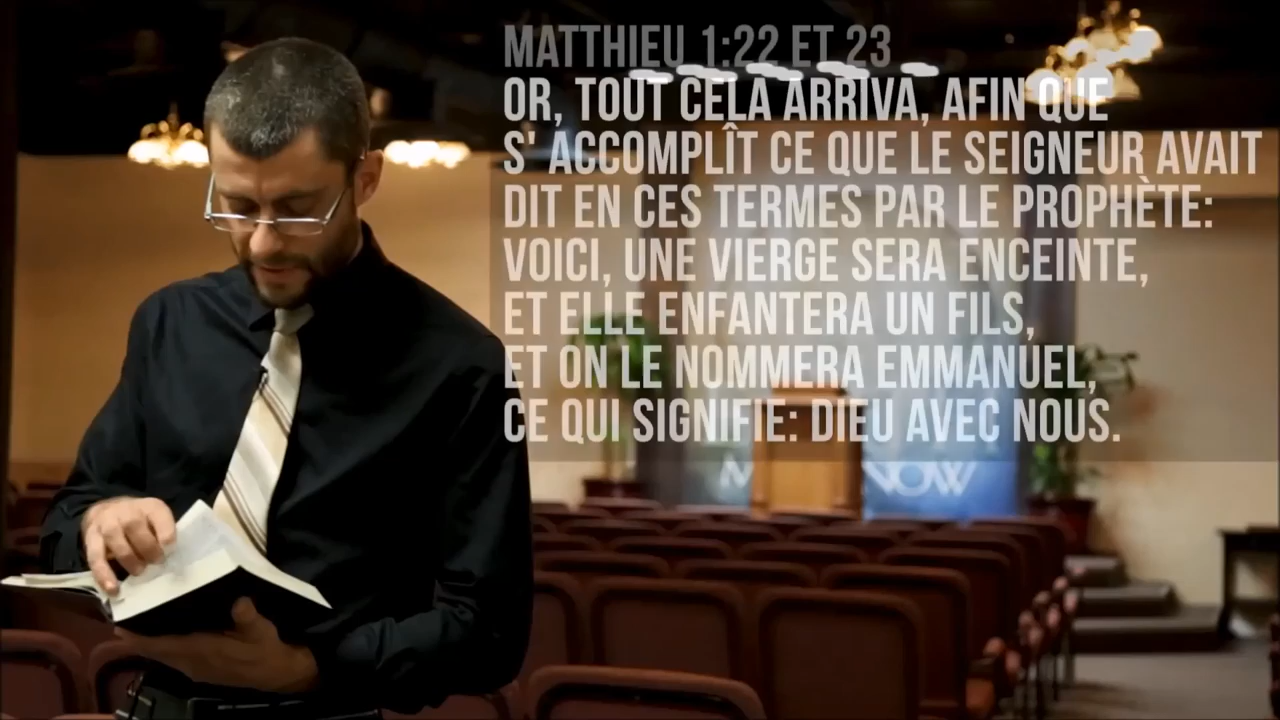 MATTHIEU 1:22 ET 23
OR, TOUT CELA ARRIVA, AFIN QUE
S' ACCOMPLÎT CE QUE LE SEIGNEUR AVAIT
DIT EN CES TERMES PAR LE PROPHÈTE:
VOICI, UNE VIERGE SERA ENCEINTE,
ET ELLE ENFANTERA UN FILS,
ET ON LE NOMMERA EMMANUEL,
CE QUI SIGNIFIE: DIEU AVEC NOUS.
NOW